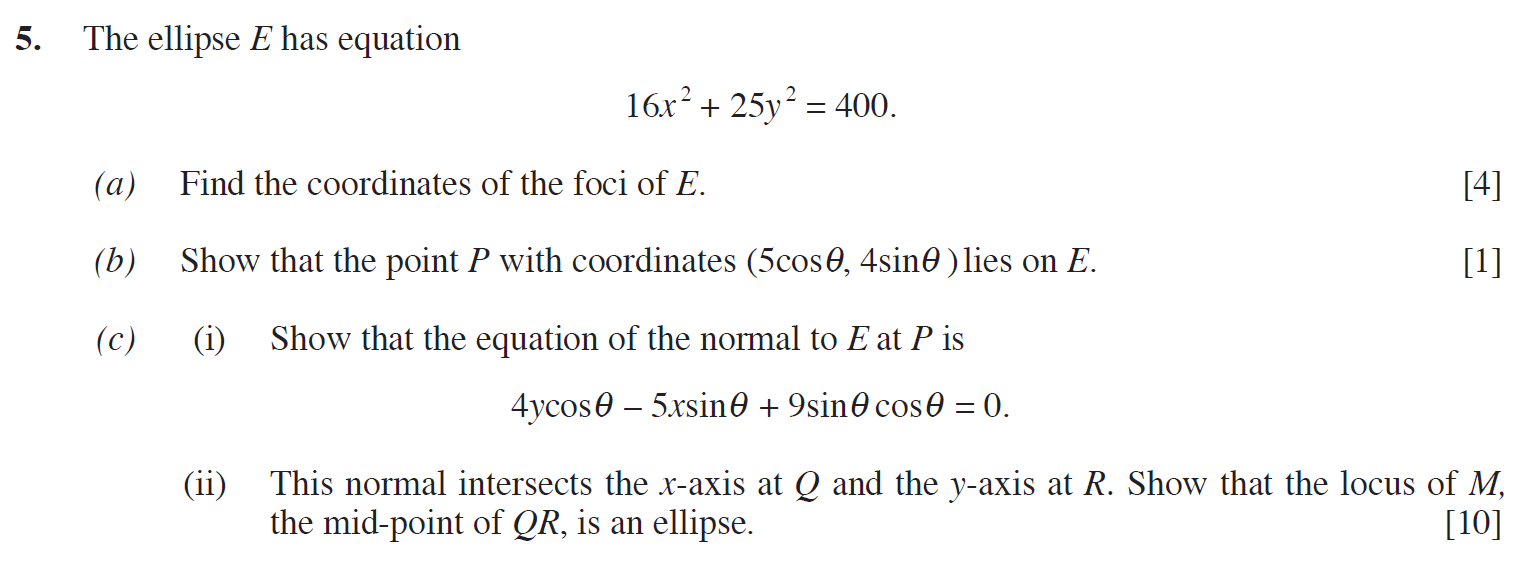 5. The ellipse E has equation
16x² + 25y² = 400.
(a) Find the coordinates of the foci of E. [4]
(b) Show that the point P with coordinates (5cosθ, 4sinθ ) lies on E. [1]
(c) (i) Show that the equation of the normal to E at P is
4ycosθ – 5xsinθ + 9sinθ cosθ = 0.
(ii) This normal intersects the x-axis at Q and the y-axis at R. Show that the locus of M,
the mid-point of QR, is an ellipse. [10]